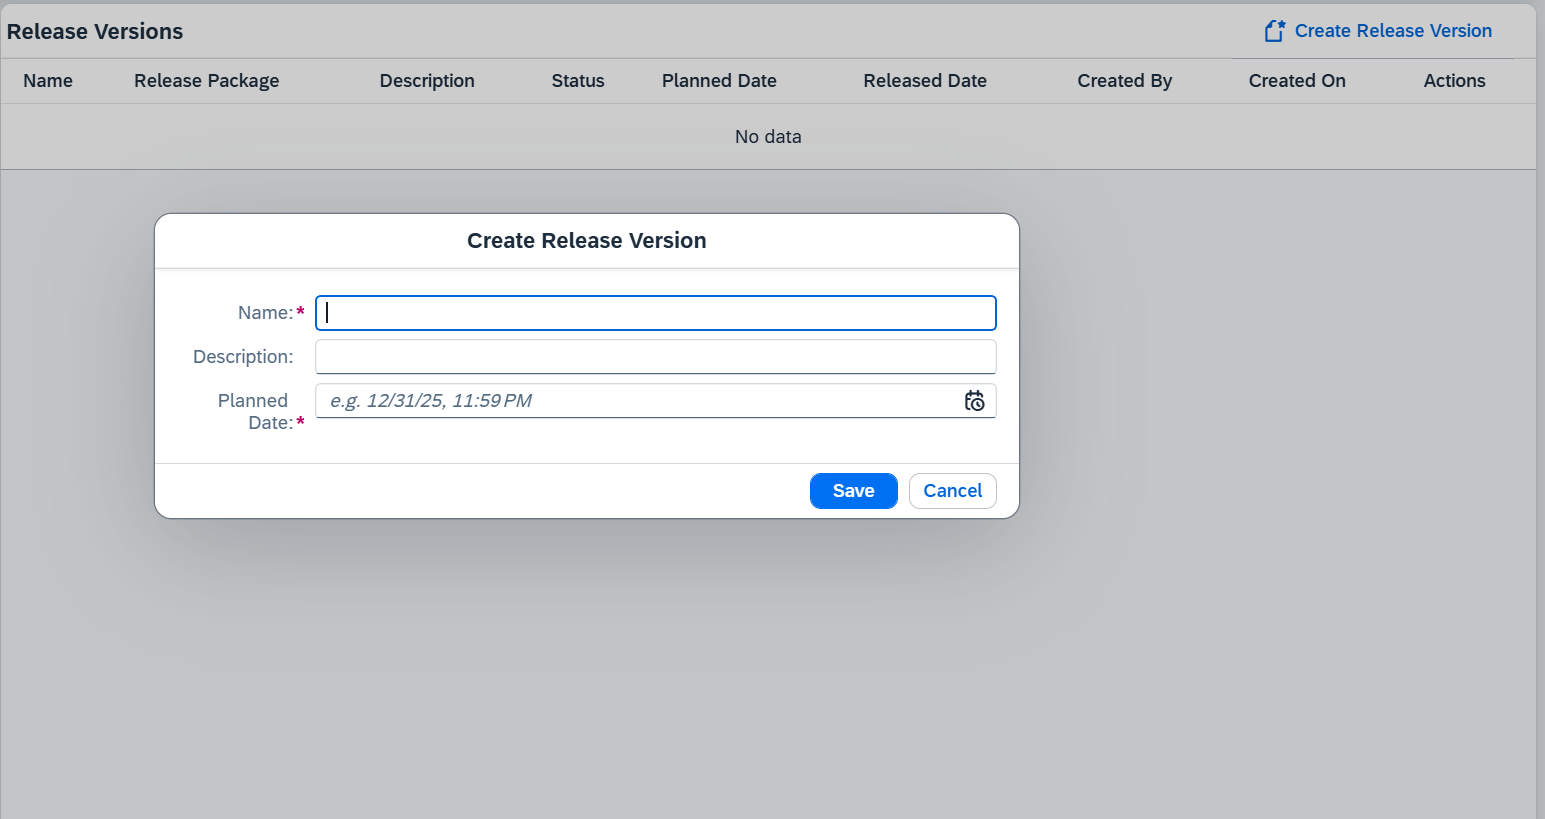 Release Versions
Create Release Version
Name Release Package Description Status Planned Date Released Date Created By Created On Actions
No data
Create Release Version
Name:*
Description:
Planned Date:* e.g. 12/31/25, 11:59 PM
Save Cancel